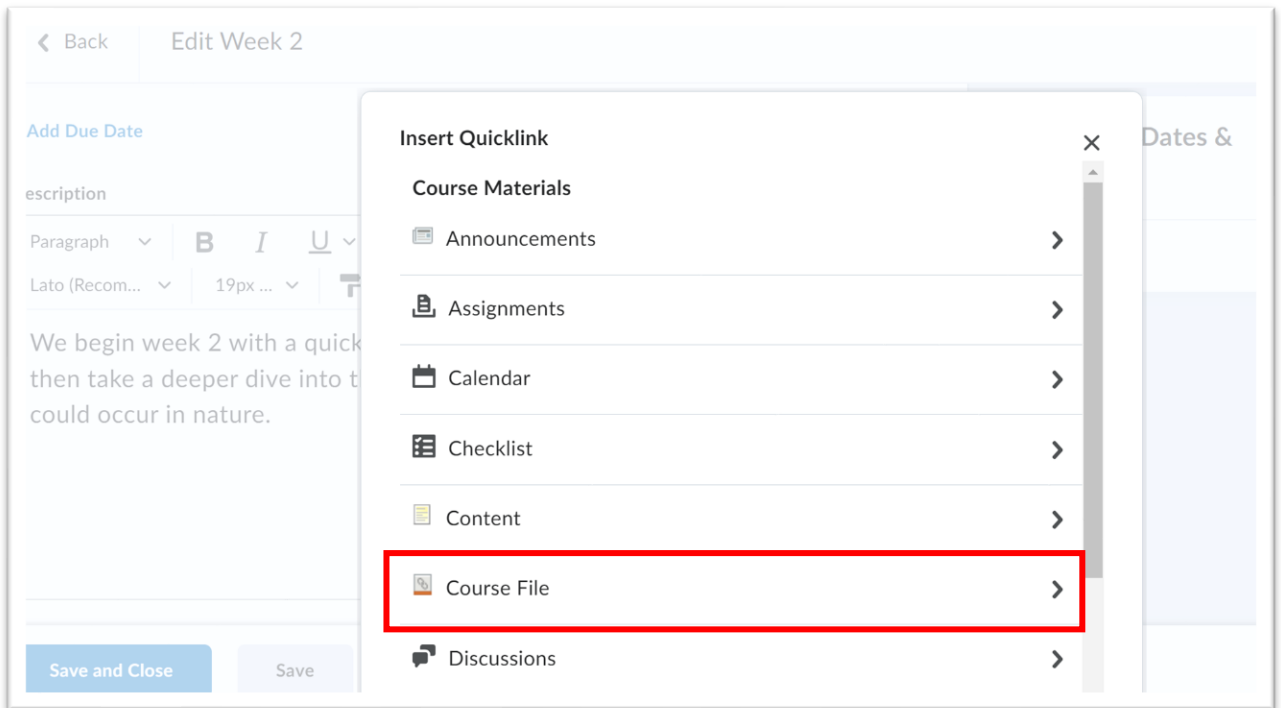 Back Edit Week 2
Add Due Date
escription
Paragraph B I U
Lato (Recom... 19px ...
We begin week 2 with a quick
then take a deeper dive into t
could occur in nature.
Save and Close Save
Insert Quicklink
Course Materials
Announcements
Assignments
Calendar
Checklist
Content
Course File
Discussions
Dates &